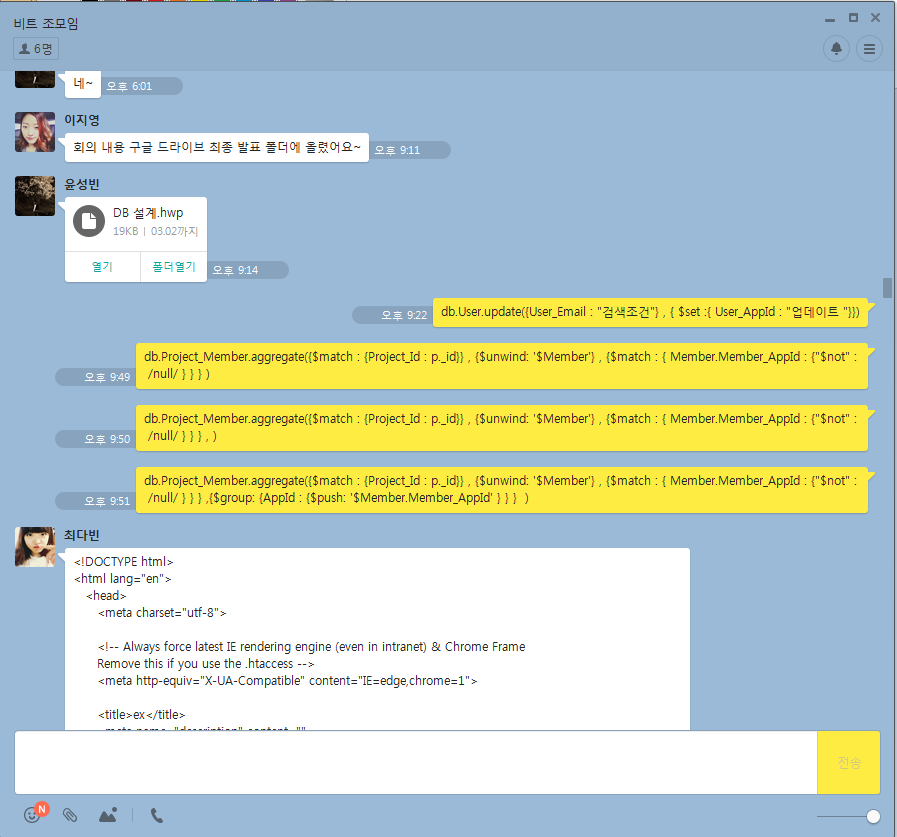 비트 조모임
6명
네~
오후 6:01
이지영
회의 내용 구글 드라이브 최종 발표 폴더에 올렸어요~
오후 9:11
윤성빈
DB 설계.hwp
19KB | 03.02까지
열기 폴더열기
오후 9:14
오후 9:22
db.User.update({User_Email : "검색조건"} , { $set :{ User_AppId : "업데이트 "}})
db.Project_Member.aggregate({$match : {Project_Id : p._id}} , {$unwind: '$Member'} , {$match : { Member.Member_AppId : {"$not" :
/null/ } } } )
오후 9:49
db.Project_Member.aggregate({$match : {Project_Id : p._id}} , {$unwind: '$Member'} , {$match : { Member.Member_AppId : {"$not" :
/null/ } } } , )
오후 9:50
db.Project_Member.aggregate({$match : {Project_Id : p._id}} , {$unwind: '$Member'} , {$match : { Member.Member_AppId : {"$not" :
/null/ } } } ,{$group: {AppId : {$push: '$Member.Member_AppId' } } }  )
오후 9:51
최다빈
<!DOCTYPE html>
<html lang="en">
<head>
<meta charset="utf-8">
<!-- Always force latest IE rendering engine (even in intranet) & Chrome Frame
Remove this if you use the .htaccess -->
<meta http-equiv="X-UA-Compatible" content="IE=edge,chrome=1">
<title>ex</title>
<meta name="description" content=""
전송
N